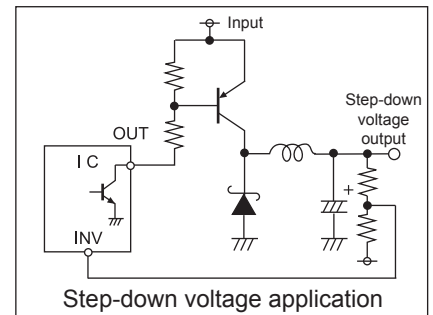 Input
Step-down
voltage
output
OUT
I C
+
INV
Step-down voltage application